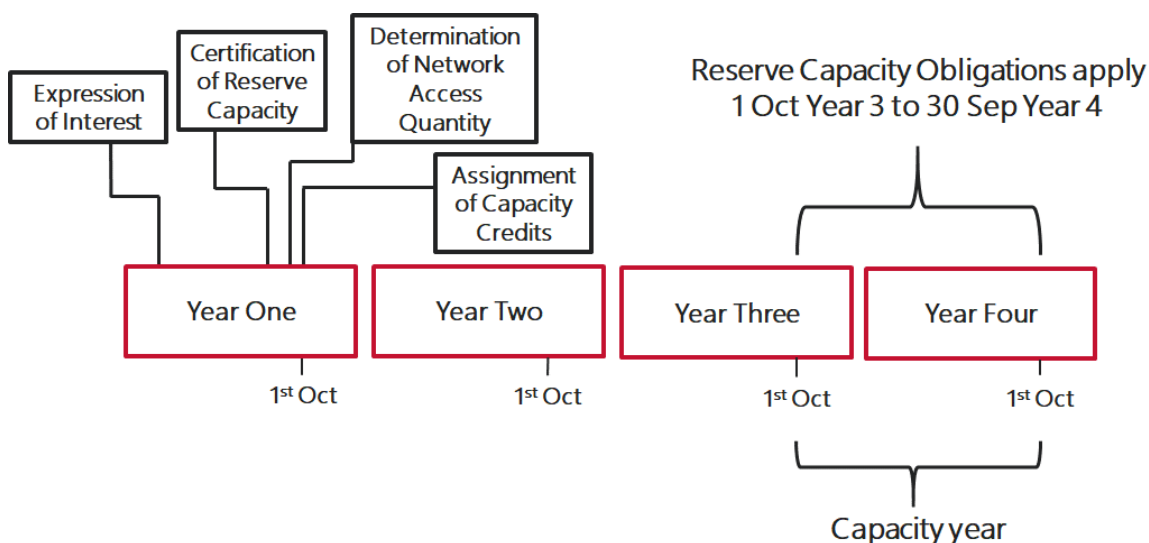 Expression
of Interest
Certification
of Reserve
Capacity
Determination
of Network
Access
Quantity
Assignment
of Capacity
Credits
Reserve Capacity Obligations apply
1 Oct Year 3 to 30 Sep Year 4
Year One
Year Two
Year Three
Year Four
1st Oct
1st Oct
1st Oct
1st Oct
Capacity year